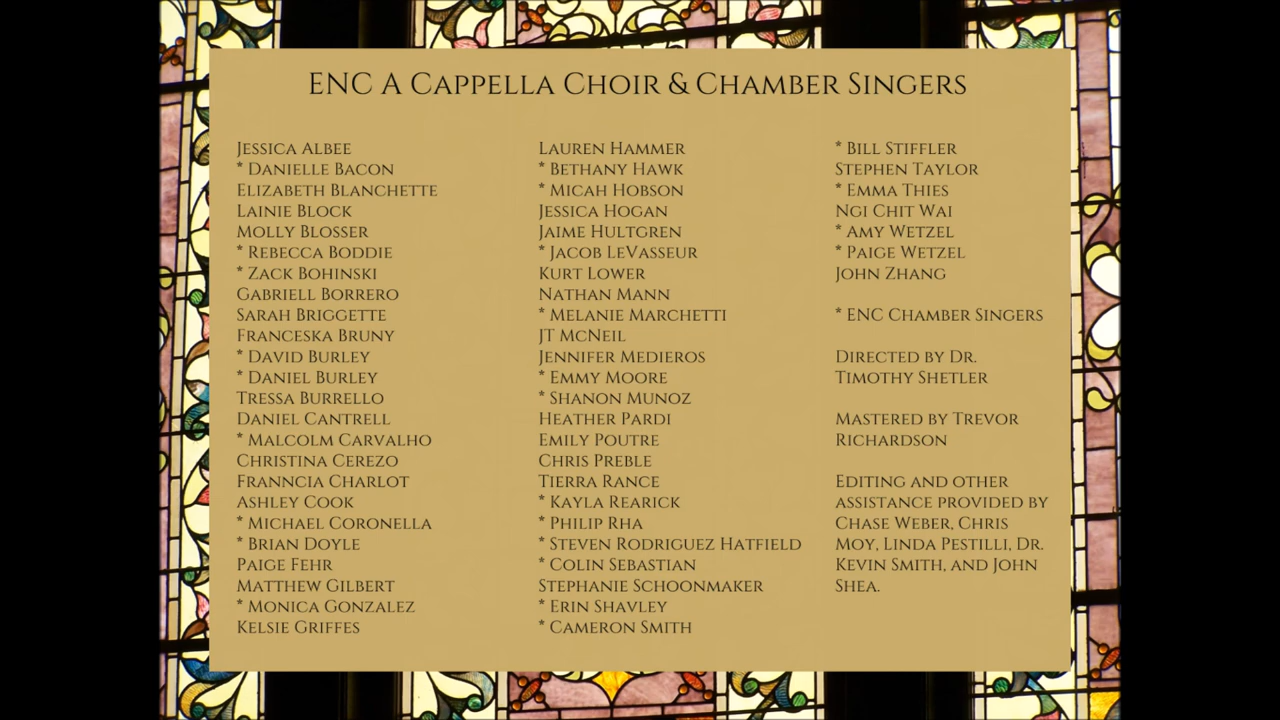 ENC A Cappella Choir & Chamber Singers
Jessica Albee
* Danielle Bacon
Elizabeth Blanchette
Lainie Block
Molly Blosser
* Rebecca Boddie
* Zack Bohinski
Gabriell Borrero
Sarah Briggette
Franceska Bruny
* David Burley
* Daniel Burley
Tressa Burrello
Daniel Cantrell
* Malcolm Carvalho
Christina Cerezo
Franncia Charlot
Ashley Cook
* Michael Coronella
* Brian Doyle
Paige Fehr
Matthew Gilbert
* Monica Gonzalez
Kelsie Griffes
Lauren Hammer
* Bethany Hawk
* Micah Hobson
Jessica Hogan
Jaime Hultgren
* Jacob LeVasseur
Kurt Lower
Nathan Mann
* Melanie Marchetti
JT McNeil
Jennifer Medieros
* Emmy Moore
* Shanon Munoz
Heather Pardi
Emily Poutre
Chris Preble
Tierra Rance
* Kayla Rearick
* Philip Rha
* Steven Rodriguez Hatfield
* Colin Sebastian
Stephanie Schoonmaker
* Erin Shavley
* Cameron Smith
* Bill Stiffler
Stephen Taylor
* Emma Thies
Ngi Chit Wai
* Amy Wetzel
* Paige Wetzel
John Zhang
* ENC Chamber Singers
Directed by Dr.
Timothy Shetler
Mastered by Trevor
Richardson
Editing and other
assistance provided by
Chase Weber, Chris
Moy, Linda Pestilli, Dr.
Kevin Smith, and John
Shea.